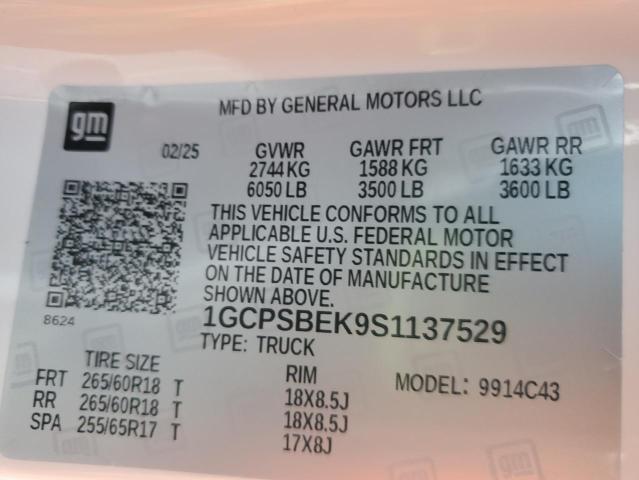 gm
MFD BY GENERAL MOTORS LLC
02/25 GVWR GAWR FRT GAWR RR
2744 KG 1588 KG 1633 KG
6050 LB 3500 LB 3600 LB
THIS VEHICLE CONFORMS TO ALL
APPLICABLE U.S. FEDERAL MOTOR
VEHICLE SAFETY STANDARDS IN EFFECT
ON THE DATE OF MANUFACTURE
SHOWN ABOVE.
8624
1GCPSBEK9S1137529
TYPE: TRUCK
TIRE SIZE RIM MODEL: 9914C43
FRT 265/60R18 T 18X8.5J
RR 265/60R18 T 18X8.5J
SPA 255/65R17 T 17X8J
gm